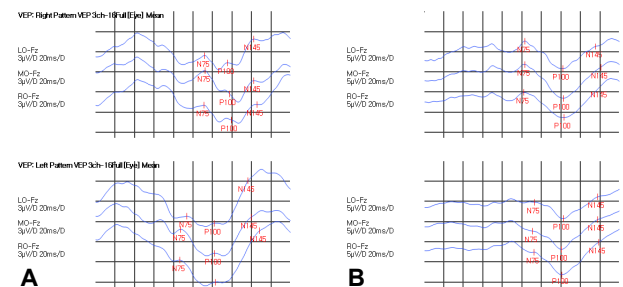 VEP: Right Pattern VEP 3ch-16Full [Eye] Mean
LO-Fz
3μV/D 20ms/D
MO-Fz
3μV/D 20ms/D
RO-Fz
3μV/D 20ms/D
N75
P100
N145
N75
P100
N145
N75
P100
N145
LO-Fz
5μV/D 20ms/D
MO-Fz
5μV/D 20ms/D
RO-Fz
5μV/D 20ms/D
N75
P100
N145
N75
P100
N145
N75
P100
N145
VEP: Left Pattern VEP 3ch-16Full [Eye] Mean
LO-Fz
3μV/D 20ms/D
MO-Fz
3μV/D 20ms/D
RO-Fz
3μV/D 20ms/D
N75
P100
N145
N75
P100
N145
N75
N145
A
LO-Fz
5μV/D 20ms/D
MO-Fz
5μV/D 20ms/D
RO-Fz
5μV/D 20ms/D
N75
P100
N145
N75
P100
N145
N75
P100
N145
B